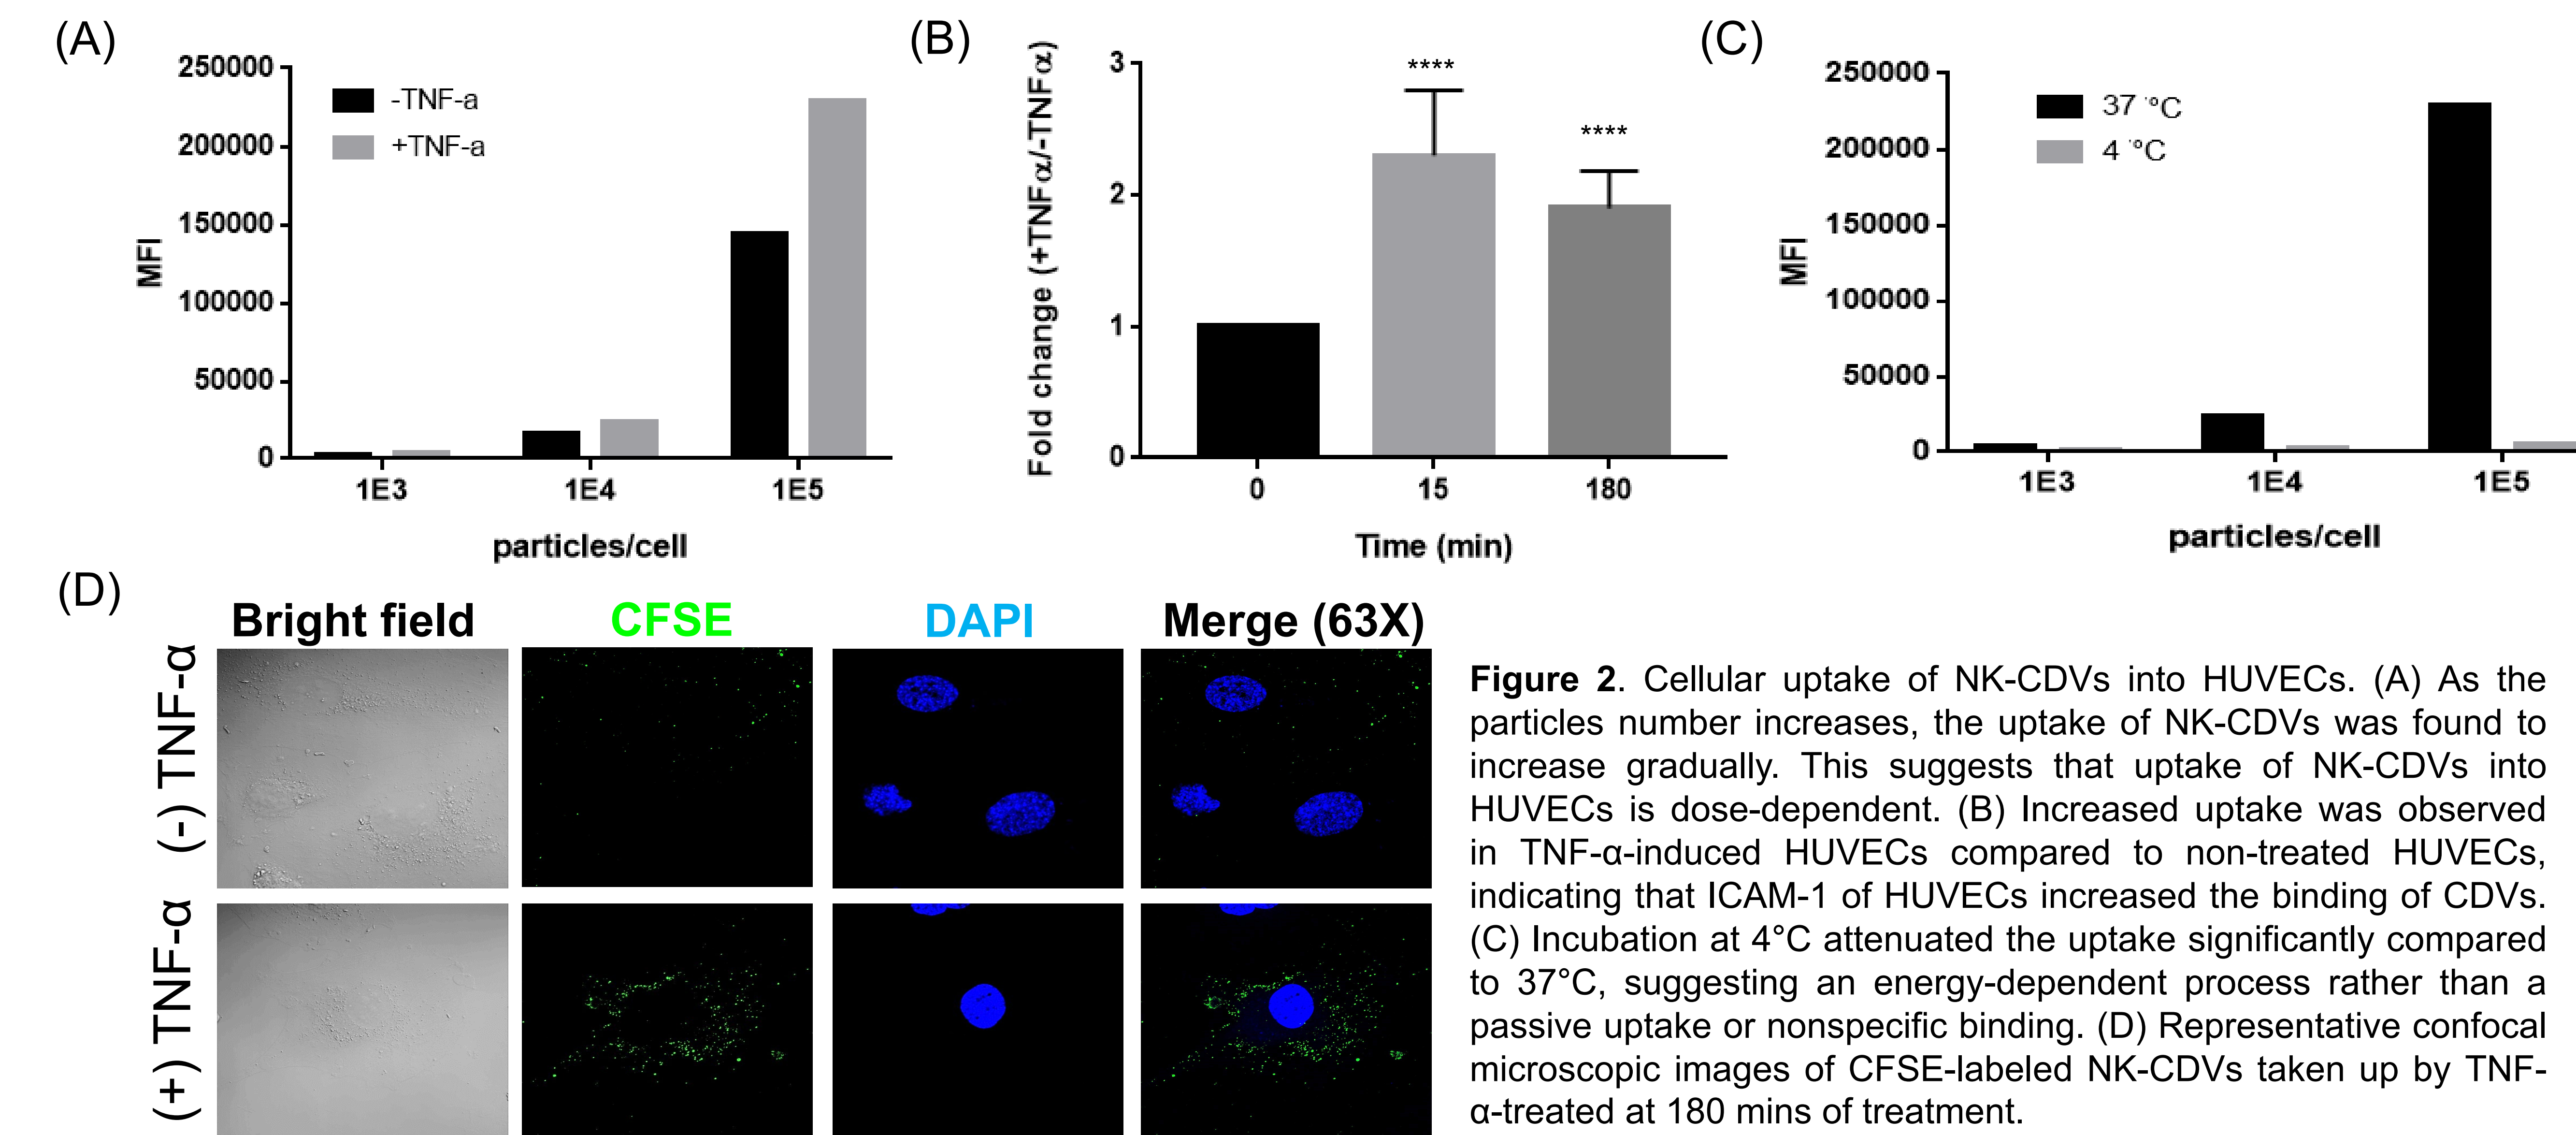 (A)
250000
200000
150000
100000
50000
0
MFI
-TNF-a
+TNF-a
1E3 1E4 1E5
particles/cell
(B)
3
2
1
0
Fold change (+TNFα/-TNFα)
****
****
0 15 180
Time (min)
(C)
250000
200000
150000
100000
50000
0
MFI
37 °C
4 °C
1E3 1E4 1E5
particles/cell
(D)
Bright field CFSE DAPI Merge (63X)
(-) TNF-α
(+) TNF-α
Figure 2. Cellular uptake of NK-CDVs into HUVECs. (A) As the
particles number increases, the uptake of NK-CDVs was found to
increase gradually. This suggests that uptake of NK-CDVs into
HUVECs is dose-dependent. (B) Increased uptake was observed
in TNF-α-induced HUVECs compared to non-treated HUVECs,
indicating that ICAM-1 of HUVECs increased the binding of CDVs.
(C) Incubation at 4°C attenuated the uptake significantly compared
to 37°C, suggesting an energy-dependent process rather than a
passive uptake or nonspecific binding. (D) Representative confocal
microscopic images of CFSE-labeled NK-CDVs taken up by TNF-
α-treated at 180 mins of treatment.